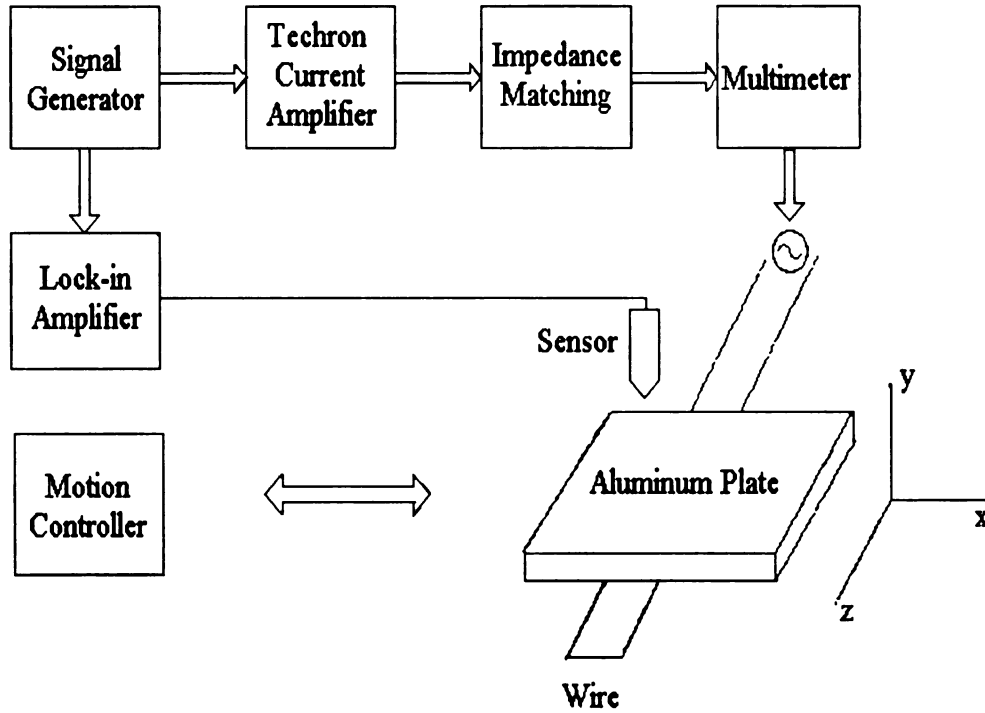 Signal
Generator
Techron
Current
Amplifier
Impedance
Matching
Multimeter
Lock-in
Amplifier
Sensor
y
Motion
Controller
Aluminum Plate
x
z
Wire